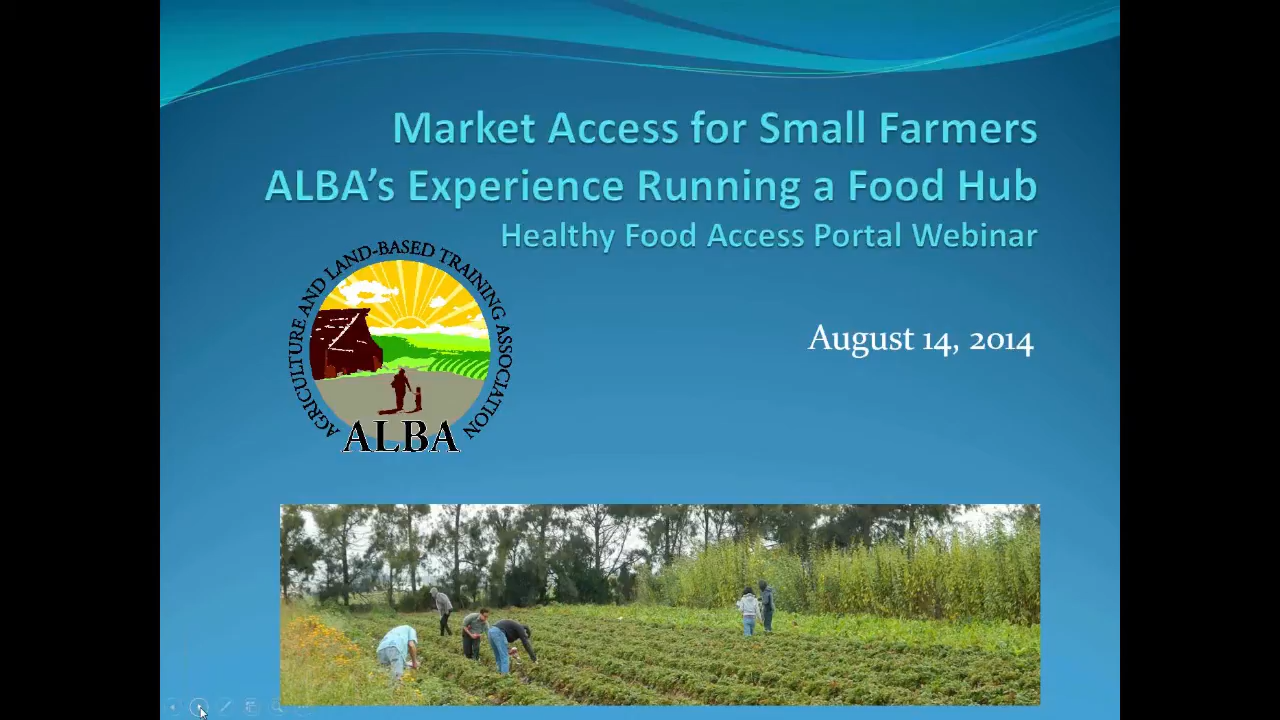 Market Access for Small Farmers
ALBA’s Experience Running a Food Hub
Healthy Food Access Portal Webinar
AGRICULTURE AND LAND-BASED TRAINING ASSOCIATION
ALBA
August 14, 2014